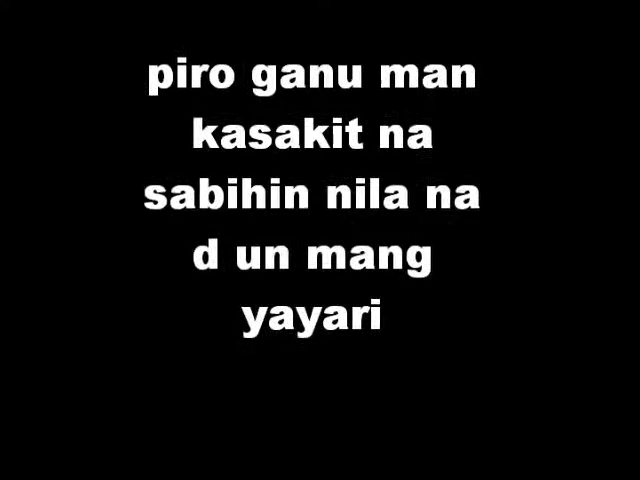 piro ganu man
kasakit na
sabihin nila na
d un mang
yayari